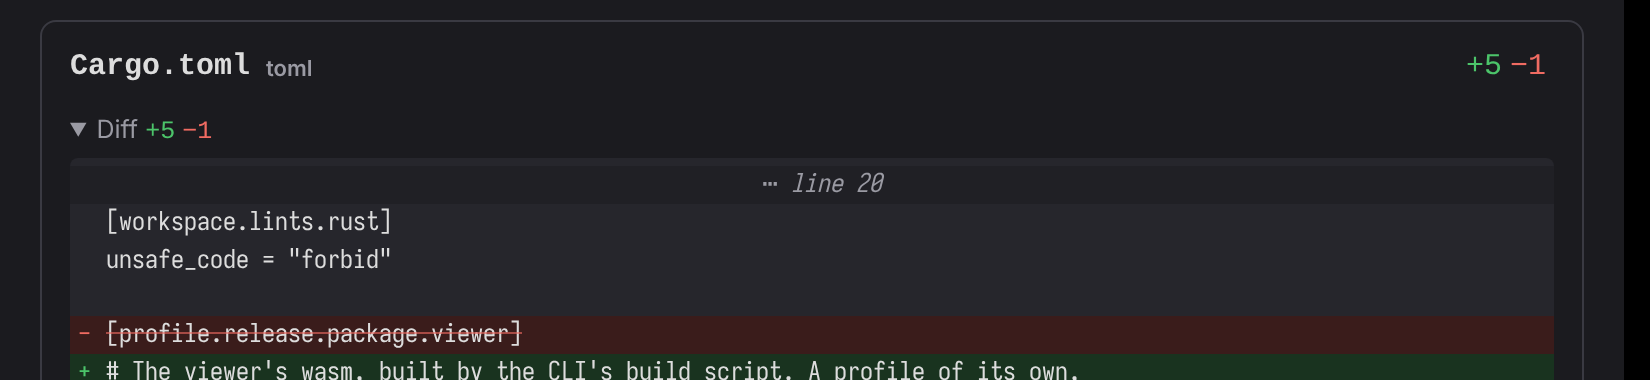 Cargo.toml toml +5 −1
▼ Diff +5 −1
⋯ line 20
[workspace.lints.rust]
unsafe_code = "forbid"
− [profile.release.package.viewer]
+ # The viewer's wasm, built by the CLI's build script. A profile of its own,